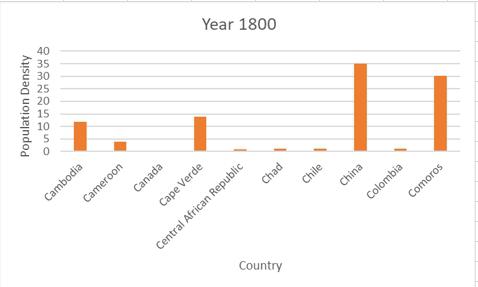 Year 1800
Population Density
40
35
30
25
20
15
10
5
0
Cambodia
Cameroon
Canada
Cape Verde
Central African Republic
Chad
Chile
China
Colombia
Comoros
Country